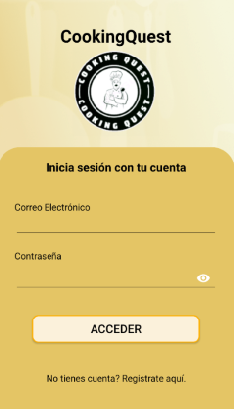 CookingQuest
COOKING QUEST
COOKING QUEST
Inicia sesión con tu cuenta
Correo Electrónico
Contraseña
ACCEDER
No tienes cuenta? Registrate aquí.